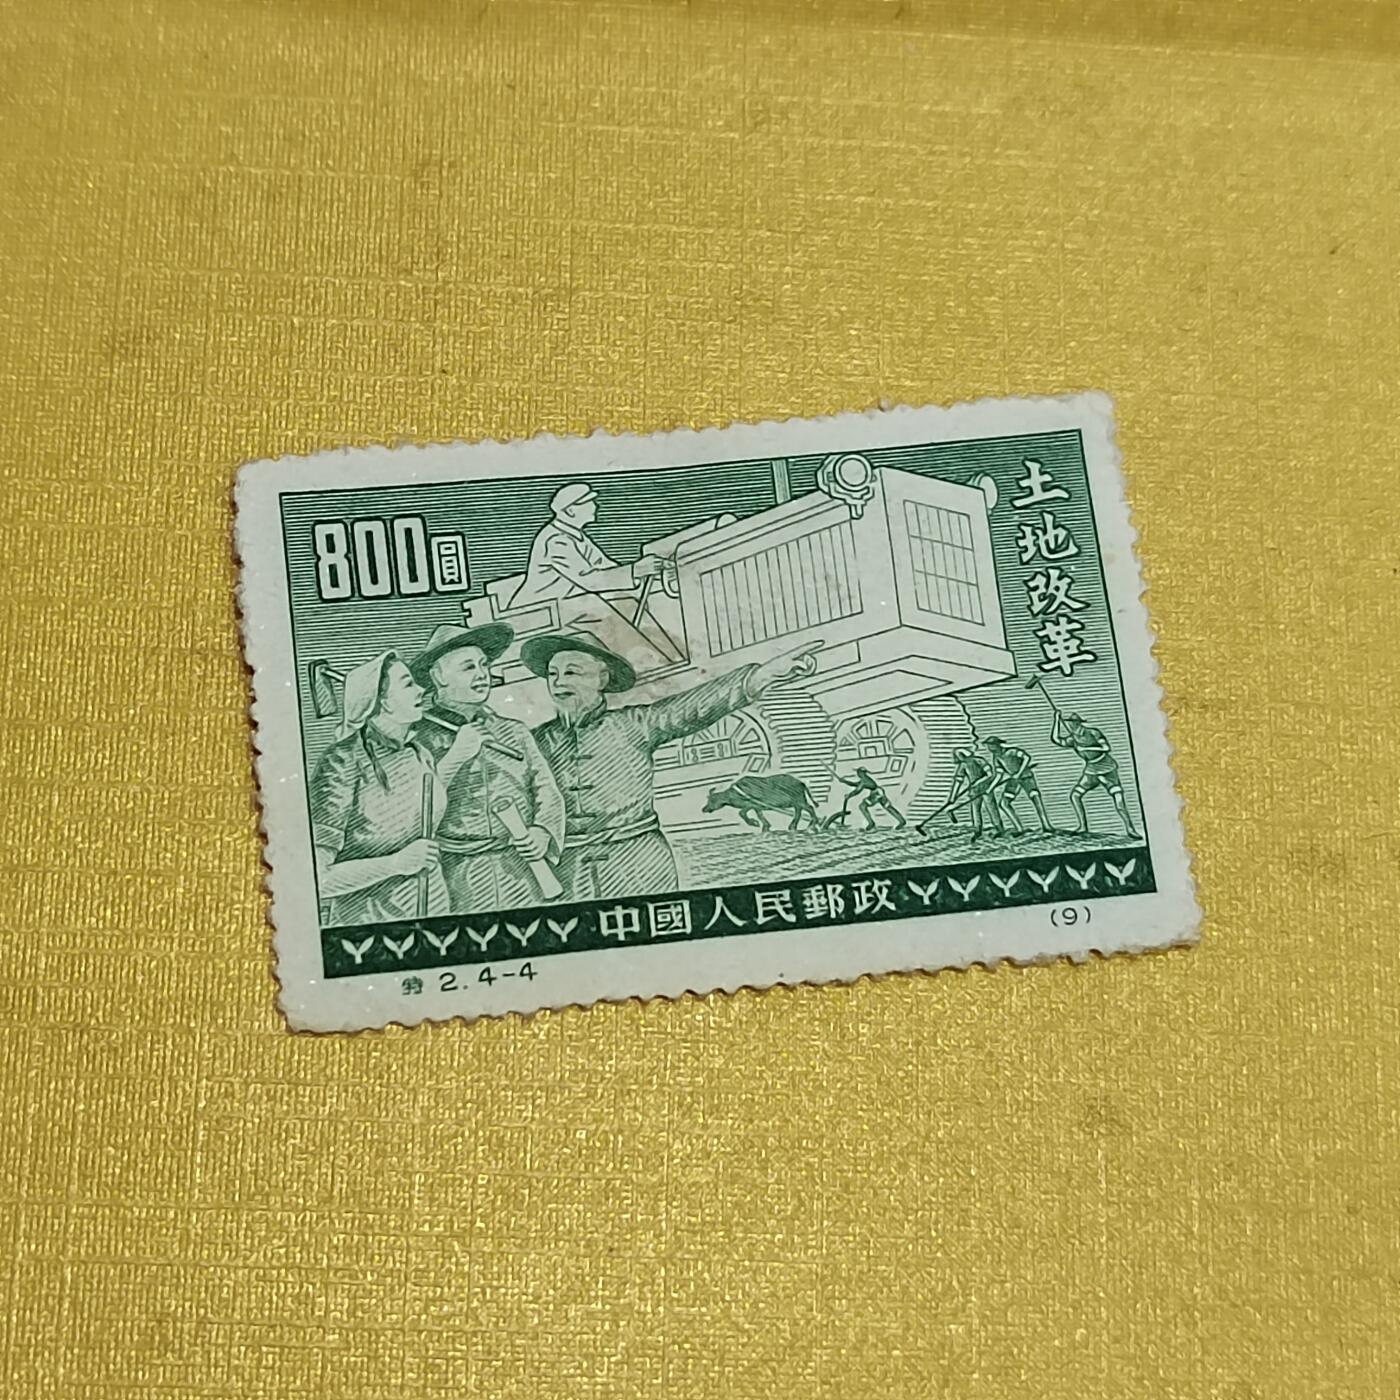 800圓
土地改革
中國人民郵政
特 2.4-4
(9)